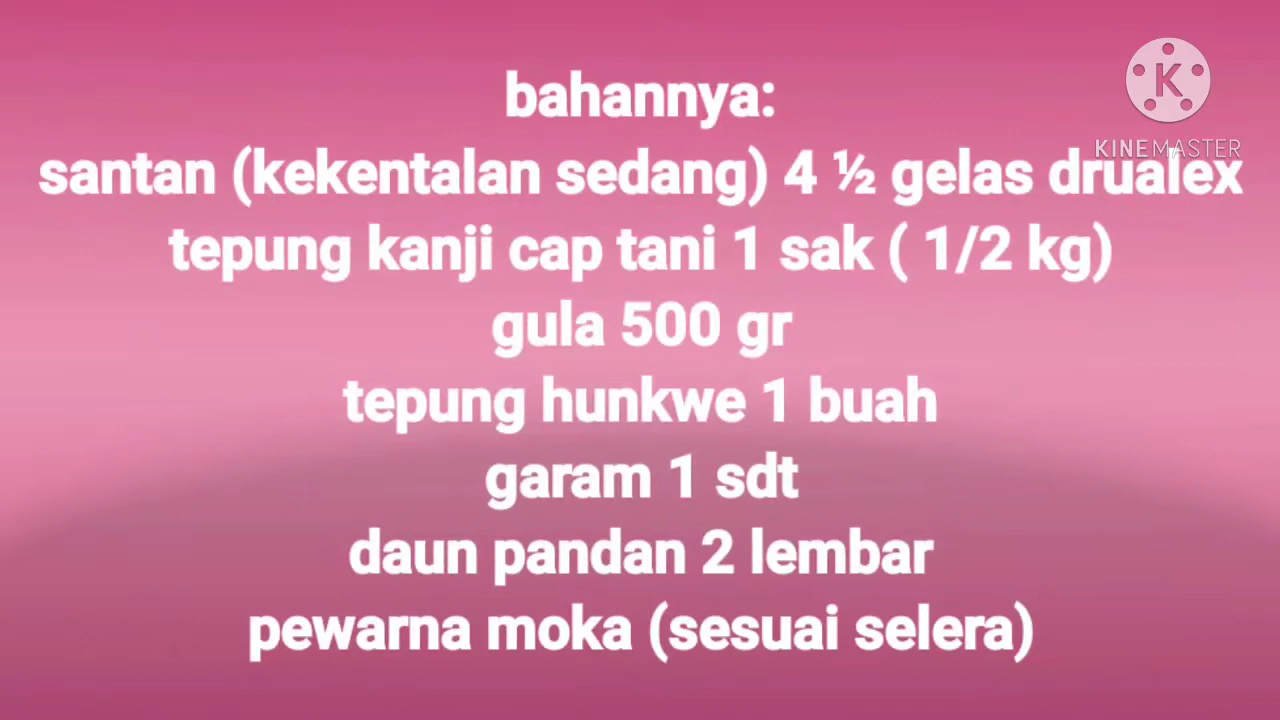 bahannya:
KINEMASTER
santan (kekentalan sedang) 4 ½ gelas drualex
tepung kanji cap tani 1 sak ( 1/2 kg)
gula 500 gr
tepung hunkwe 1 buah
garam 1 sdt
daun pandan 2 lembar
pewarna moka (sesuai selera)